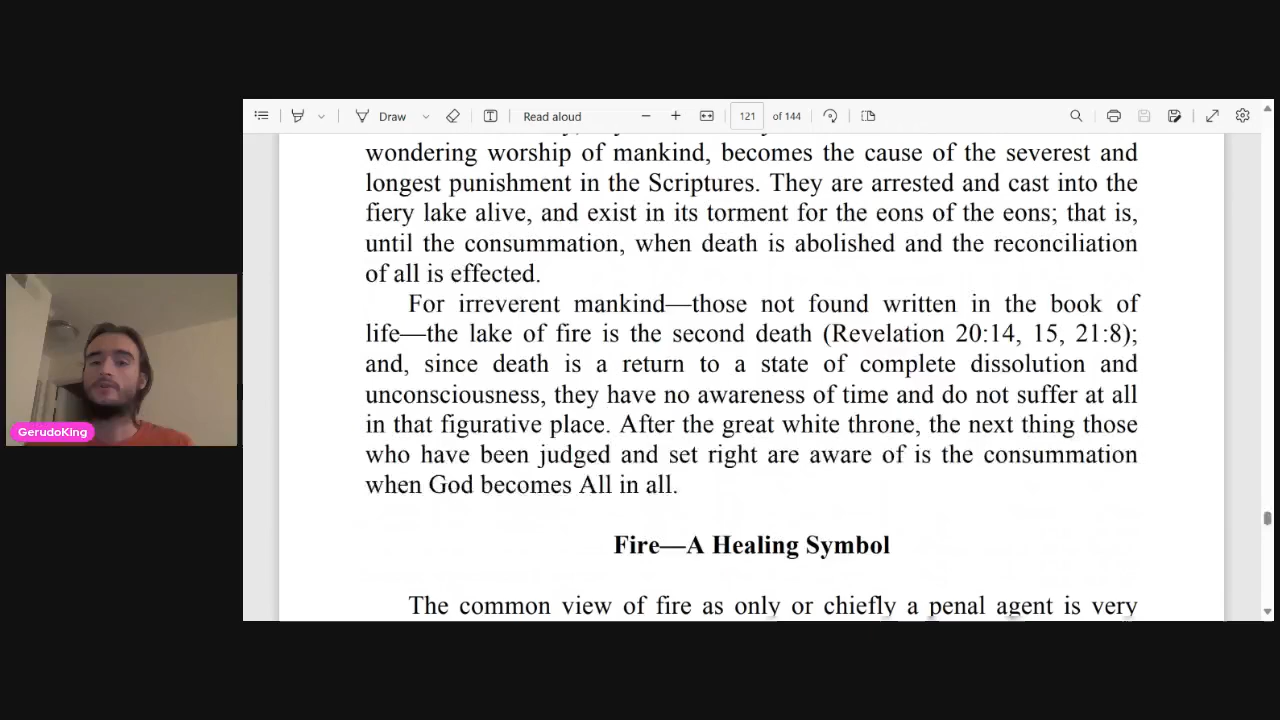 Draw
Read aloud
121 of 144
wondering worship of mankind, becomes the cause of the severest and
longest punishment in the Scriptures. They are arrested and cast into the
fiery lake alive, and exist in its torment for the eons of the eons; that is,
until the consummation, when death is abolished and the reconciliation
of all is effected.
For irreverent mankind—those not found written in the book of
life—the lake of fire is the second death (Revelation 20:14, 15, 21:8);
and, since death is a return to a state of complete dissolution and
unconsciousness, they have no awareness of time and do not suffer at all
in that figurative place. After the great white throne, the next thing those
who have been judged and set right are aware of is the consummation
when God becomes All in all.
Fire—A Healing Symbol
The common view of fire as only or chiefly a penal agent is very
GerudoKing